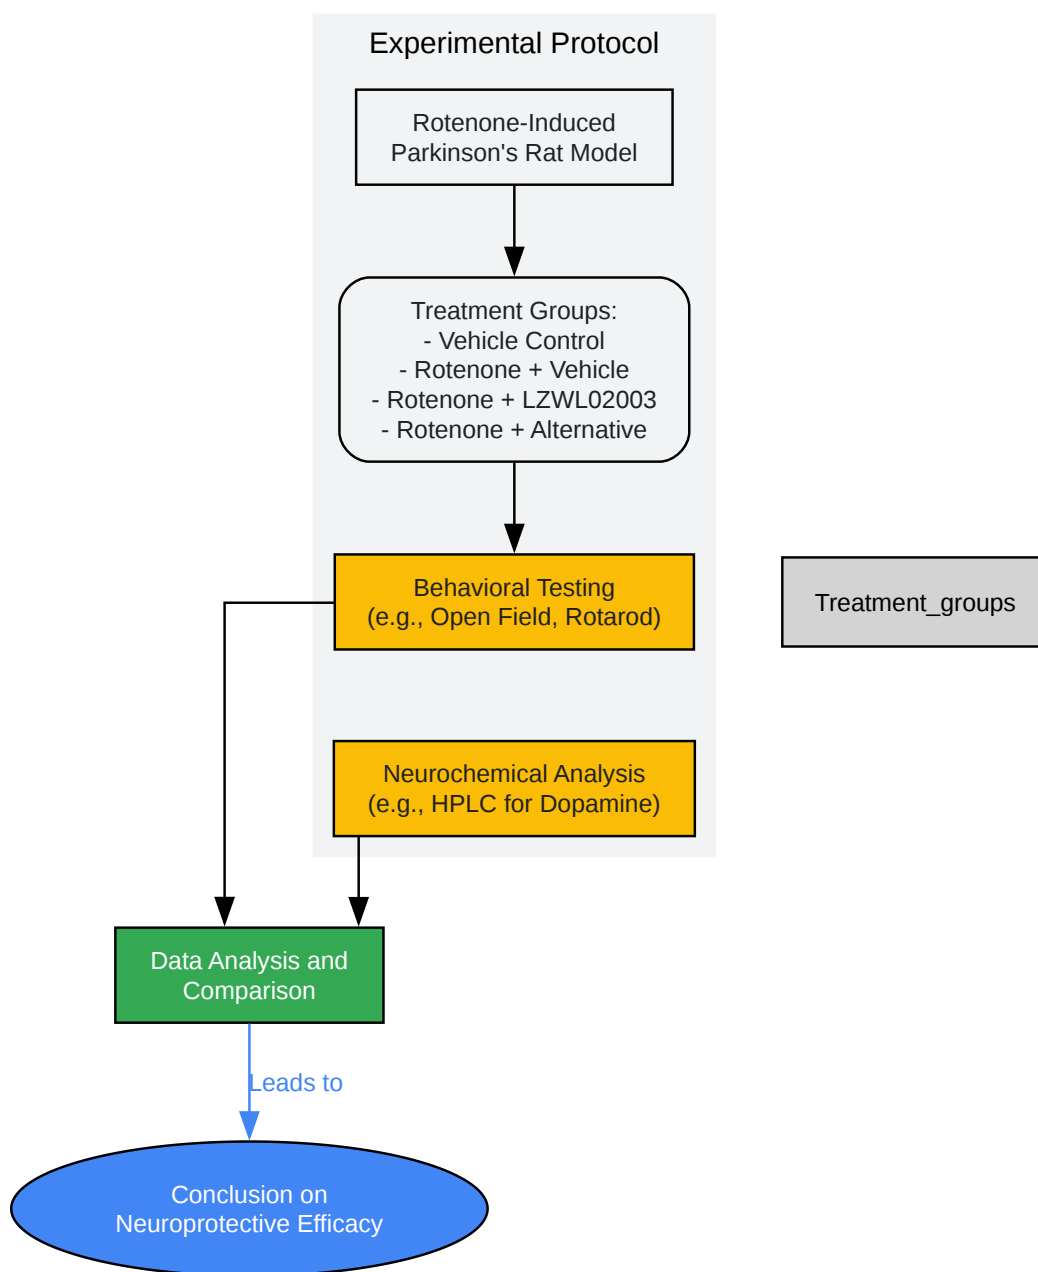 Experimental Protocol
Rotenone-Induced
Parkinson's Rat Model
Treatment Groups:
- Vehicle Control
- Rotenone + Vehicle
- Rotenone + LZWL02003
- Rotenone + Alternative
Behavioral Testing
(e.g., Open Field, Rotarod)
Treatment_groups
Neurochemical Analysis
(e.g., HPLC for Dopamine)
Data Analysis and
Comparison
Leads to
Conclusion on
Neuroprotective Efficacy